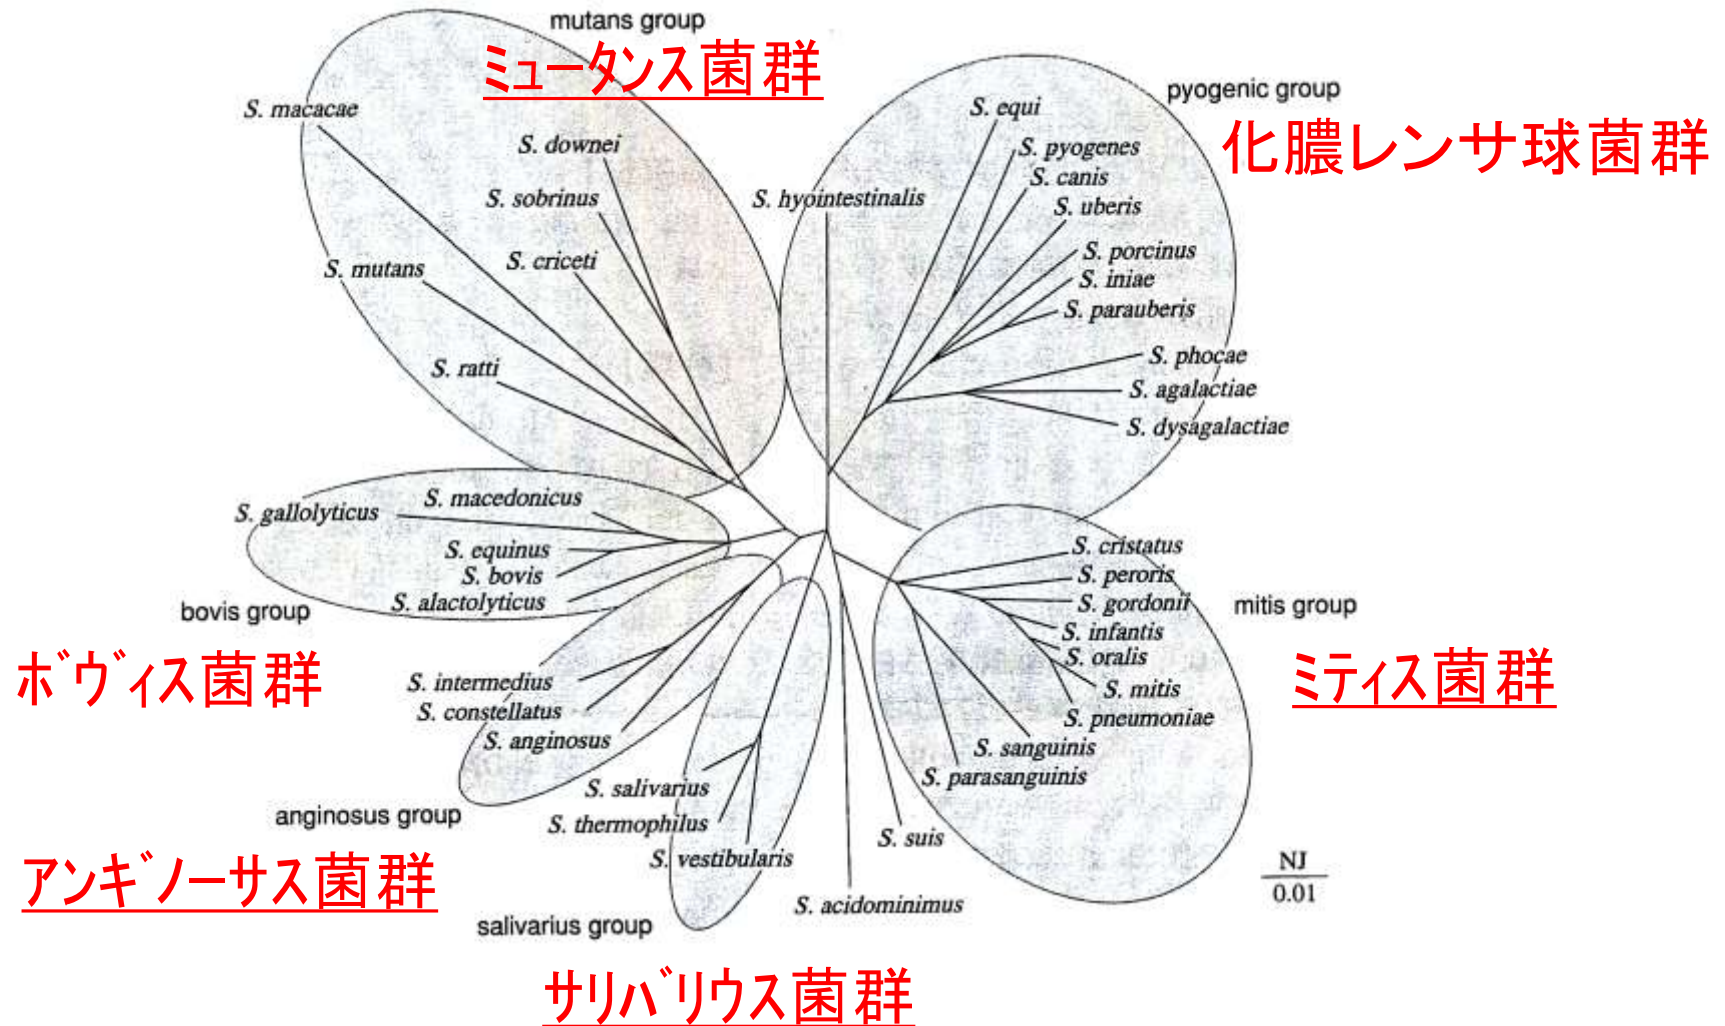 mutans group
ミュータンス菌群
pyogenic group
化膿レンサ球菌群
S. macacae
S. downei
S. sobrinus
S. criceti
S. mutans
S. ratti
S. hyointestinalis
S. equi
S. pyogenes
S. canis
S. uberis
S. porcinus
S. iniae
S. parauberis
S. phocae
S. agalactiae
S. dysagalactiae
S. macedonicus
S. gallolyticus
S. equinus
S. bovis
S. alactolyticus
bovis group
ボヴィス菌群
S. intermedius
S. constellatus
S. anginosus
anginosus group
アンギノーサス菌群
S. salivarius
S. thermophilus
S. vestibularis
salivarius group
サリバリウス菌群
S. acidominimus
S. suis
S. cristatus
S. peroris
S. gordonii
S. infantis
S. oralis
S. mitis
S. pneumoniae
S. sanguinis
S. parasanguinis
mitis group
ミティス菌群
NJ
0.01